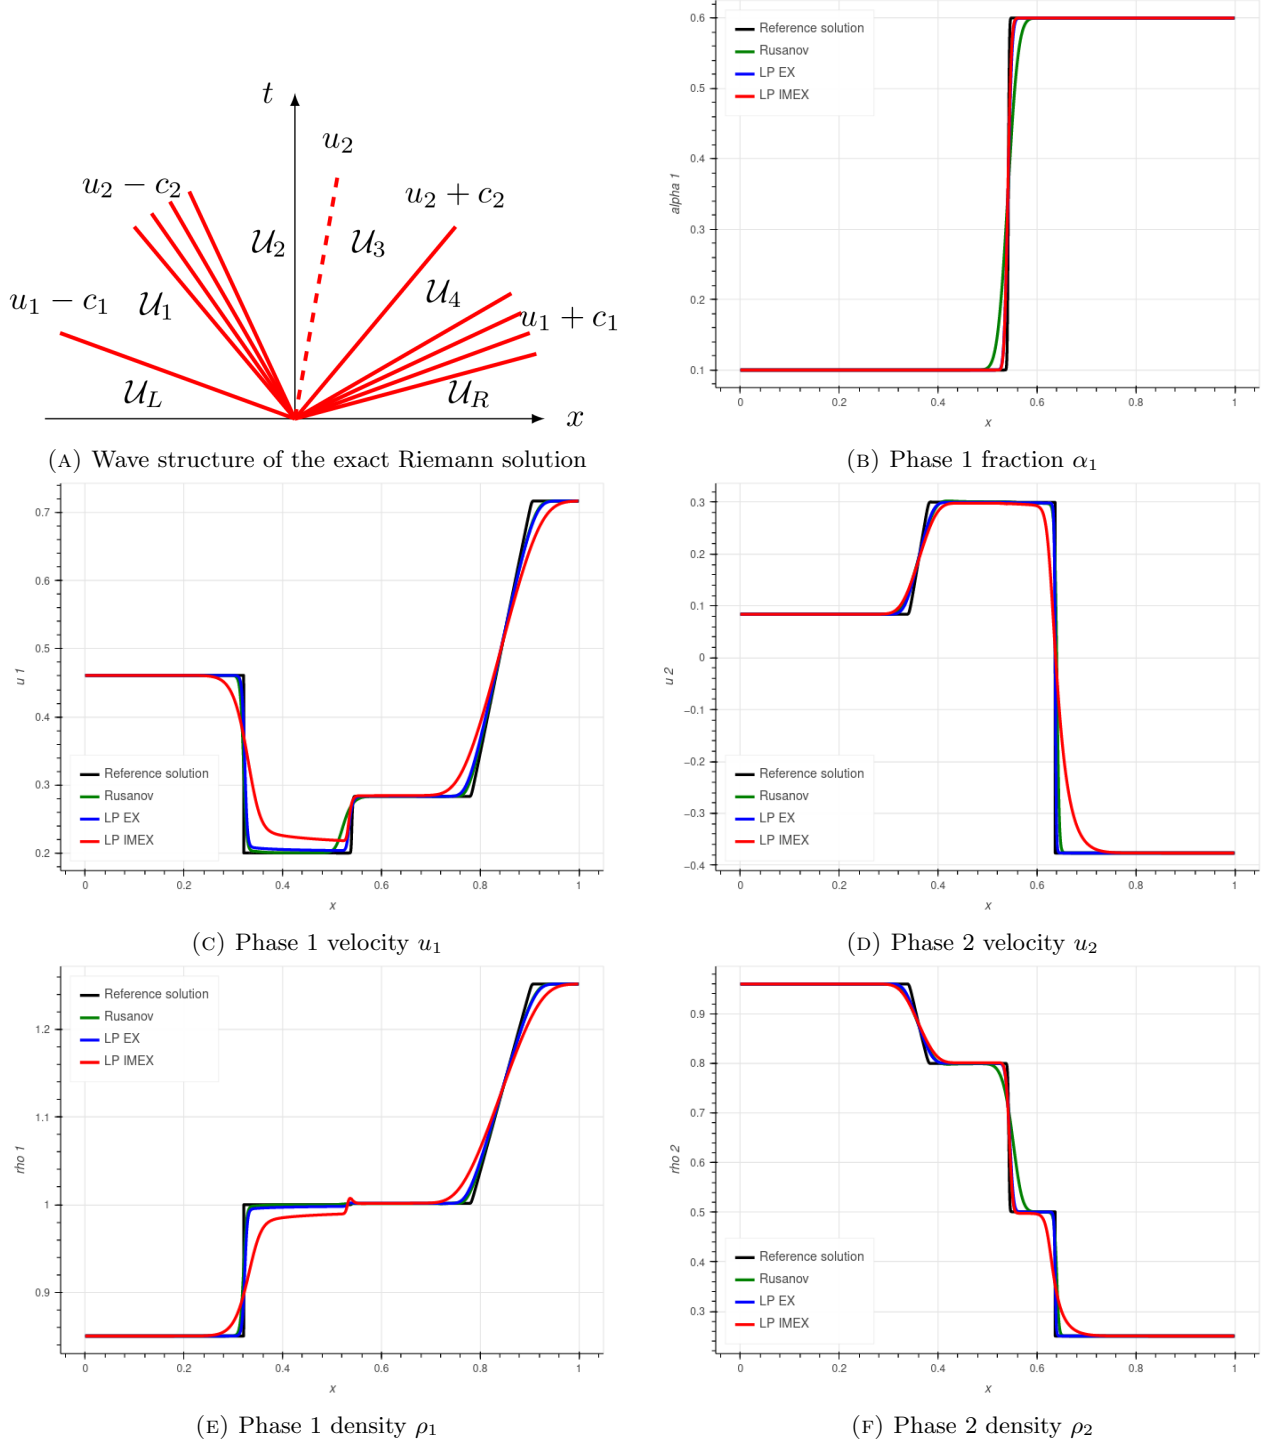 t
u₂
u₂ − c₂
u₂ + c₂
𝒰₂
𝒰₃
u₁ − c₁
𝒰₁
𝒰₄
u₁ + c₁
𝒰_L
𝒰_R
x
(A) Wave structure of the exact Riemann solution
Reference solution
Rusanov
LP EX
LP IMEX
0.6
0.5
0.4
0.3
0.2
0.1
alpha 1
0
0.2
0.4
0.6
0.8
1
x
(B) Phase 1 fraction α₁
0.7
0.6
0.5
0.4
0.3
0.2
u 1
Reference solution
Rusanov
LP EX
LP IMEX
0
0.2
0.4
0.6
0.8
1
x
(C) Phase 1 velocity u₁
0.3
0.2
0.1
0
−0.1
−0.2
−0.3
−0.4
u 2
Reference solution
Rusanov
LP EX
LP IMEX
0
0.2
0.4
0.6
0.8
1
x
(D) Phase 2 velocity u₂
Reference solution
Rusanov
LP EX
LP IMEX
1.2
1.1
1
0.9
rho 1
0
0.2
0.4
0.6
0.8
1
x
(E) Phase 1 density ρ₁
0.9
0.8
0.7
0.6
0.5
0.4
0.3
rho 2
Reference solution
Rusanov
LP EX
LP IMEX
0
0.2
0.4
0.6
0.8
1
x
(F) Phase 2 density ρ₂